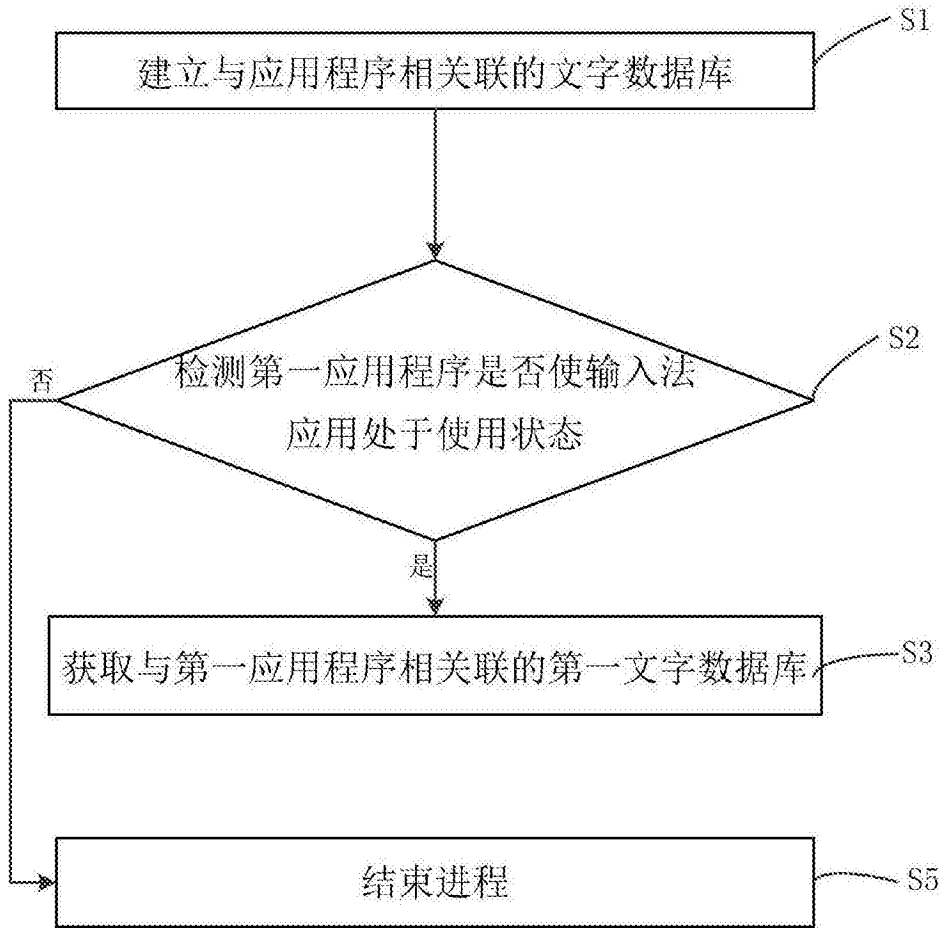 S1
建立与应用程序相关联的文字数据库
S2
检测第一应用程序是否使输入法
否
应用处于使用状态
是
S3
获取与第一应用程序相关联的第一文字数据库
结束进程
S5